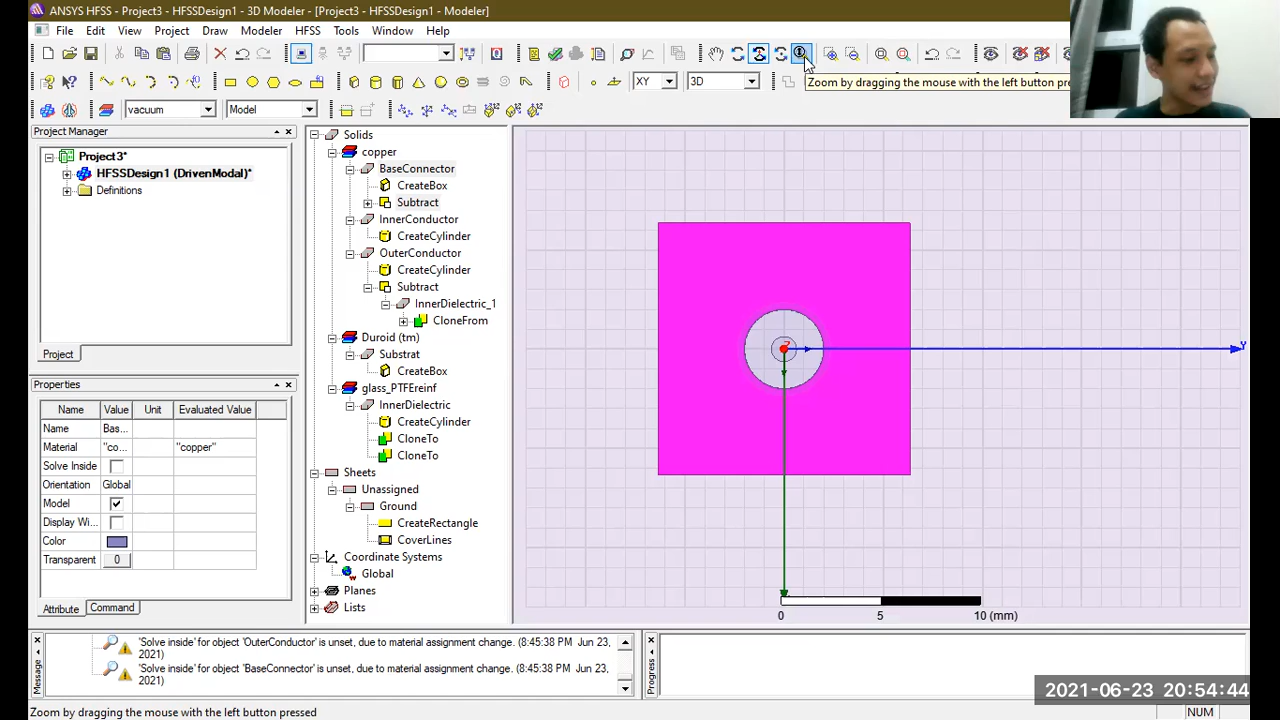 ANSYS HFSS - Project3 - HFSSDesign1 - 3D Modeler - [Project3 - HFSSDesign1 - Modeler]
File Edit View Project Draw Modeler HFSS Tools Window Help
XY 3D
Zoom by dragging the mouse with the left button pre
vacuum Model
Project Manager
Project3*
HFSSDesign1 (DrivenModal)*
Definitions
Project
Properties
Name Value Unit Evaluated Value
Name Bas...
Material "co... "copper"
Solve Inside
Orientation Global
Model
Display Wi...
Color
Transparent 0
Attribute Command
Solids
copper
BaseConnector
CreateBox
Subtract
InnerConductor
CreateCylinder
OuterConductor
CreateCylinder
Subtract
InnerDielectric_1
CloneFrom
Duroid (tm)
Substrat
CreateBox
glass_PTFEreinf
InnerDielectric
CreateCylinder
CloneTo
CloneTo
Sheets
Unassigned
Ground
CreateRectangle
CoverLines
Coordinate Systems
Global
Planes
Lists
Z
Y
0 5 10 (mm)
Message
'Solve inside' for object 'OuterConductor' is unset, due to material assignment change. (8:45:38 PM Jun 23,
2021)
'Solve inside' for object 'BaseConnector' is unset, due to material assignment change. (8:45:38 PM Jun 23,
2021)
Progress
2021-06-23 20:54:44
Zoom by dragging the mouse with the left button pressed
NUM